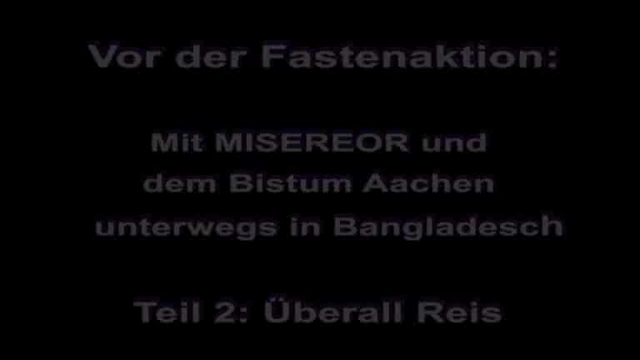 Vor der Fastenaktion:
Mit MISEREOR und
dem Bistum Aachen
unterwegs in Bangladesch
Teil 2: Überall Reis